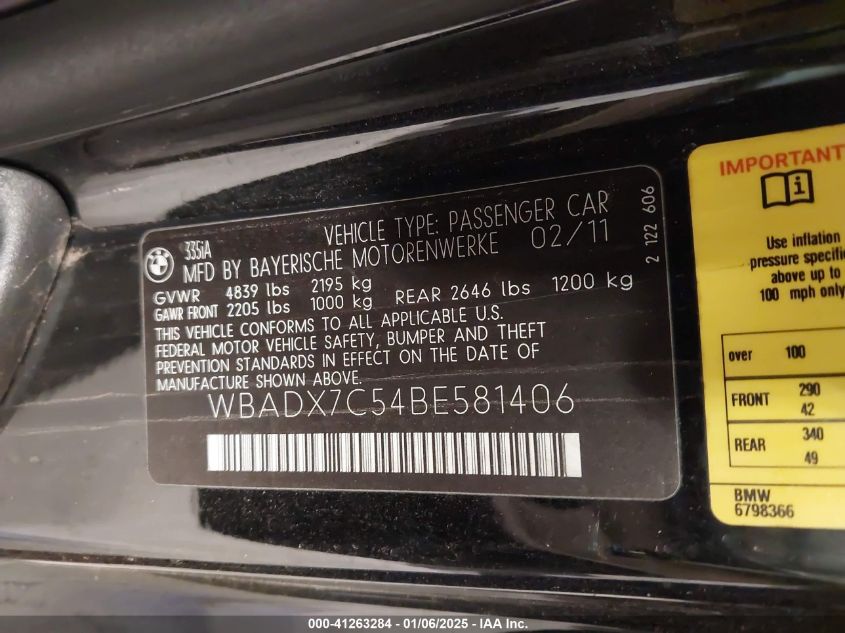 BMW
335iA
VEHICLE TYPE: PASSENGER CAR
MFD BY BAYERISCHE MOTORENWERKE 02/11
GVWR 4839 lbs 2195 kg
GAWR FRONT 2205 lbs 1000 kg REAR 2646 lbs 1200 kg
THIS VEHICLE CONFORMS TO ALL APPLICABLE U.S.
FEDERAL MOTOR VEHICLE SAFETY, BUMPER AND THEFT
PREVENTION STANDARDS IN EFFECT ON THE DATE OF
MANUFACTURE SHOWN ABOVE.
WBADX7C54BE581406
2 122 606
IMPORTANT
i
Use inflation
pressure specifi
above up to
100 mph only
over 100
FRONT 290
42
REAR 340
49
BMW
6798366
000-41263284 - 01/06/2025 - IAA Inc.